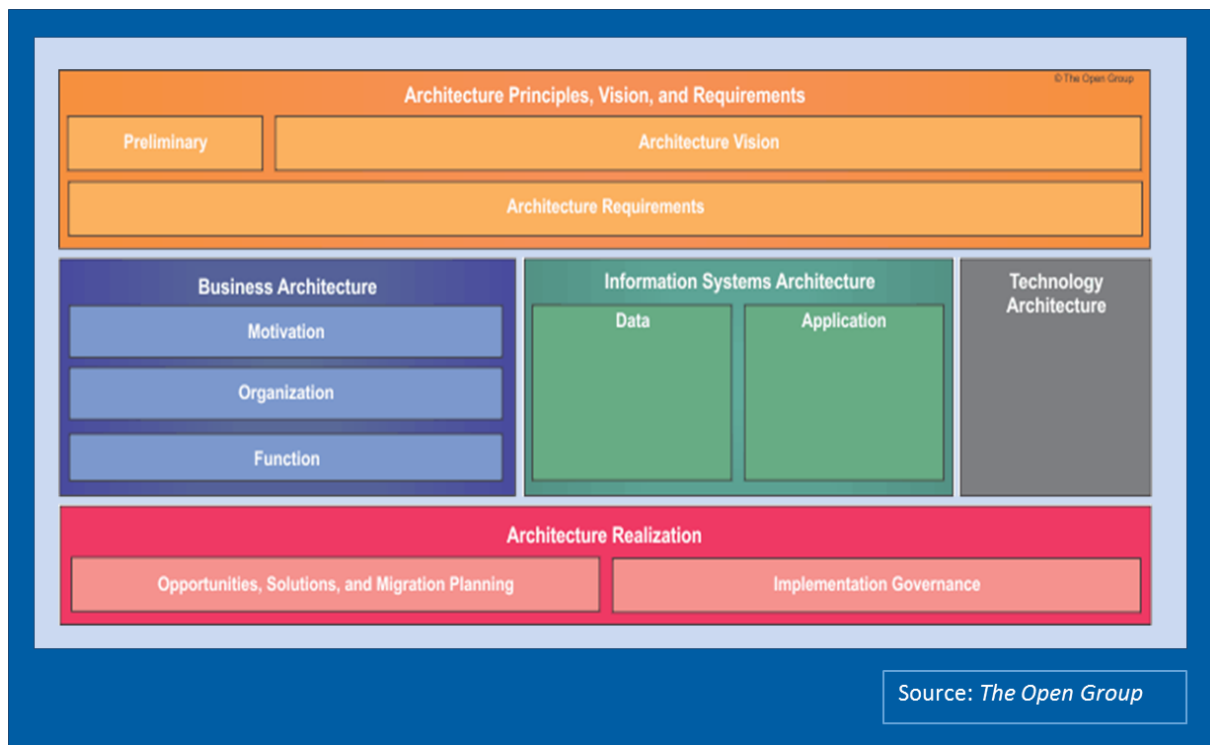 © The Open Group
Architecture Principles, Vision, and Requirements
Preliminary
Architecture Vision
Architecture Requirements
Business Architecture
Motivation
Organization
Function
Information Systems Architecture
Data
Application
Technology
Architecture
Architecture Realization
Opportunities, Solutions, and Migration Planning
Implementation Governance
Source: The Open Group